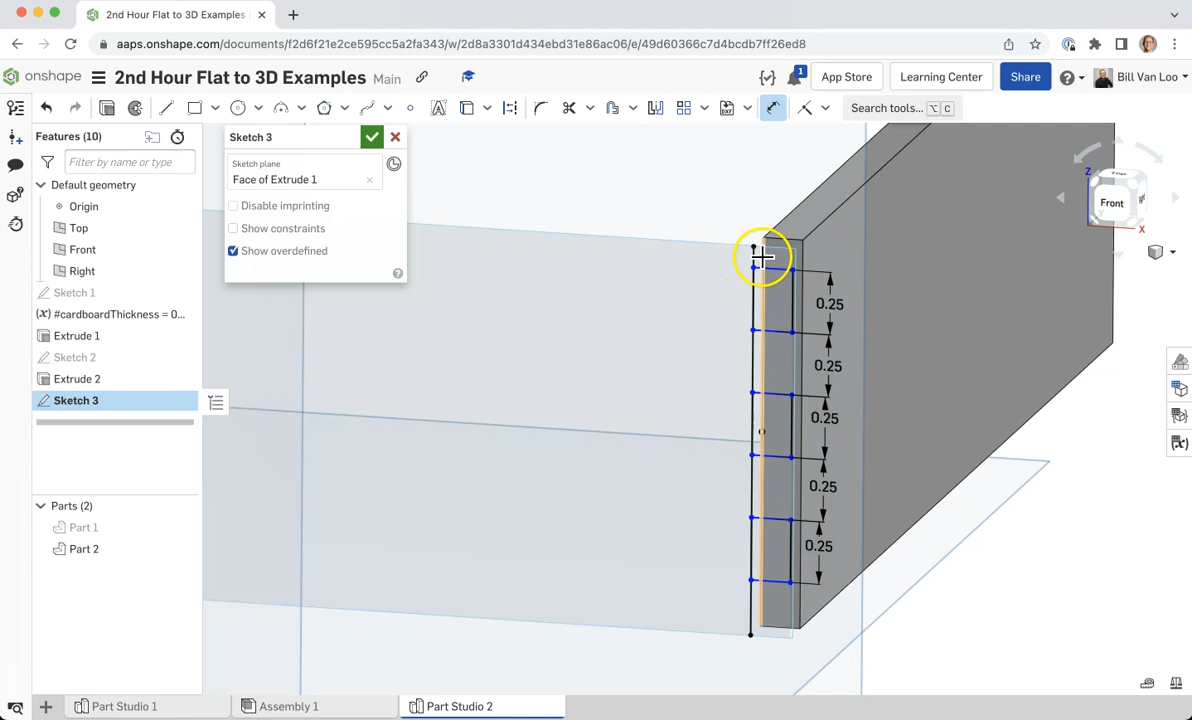 2nd Hour Flat to 3D Examples
aaps.onshape.com/documents/f2d6f21e2ce595cc5a2fa343/w/2d8a3301d434ebd31e86ac06/e/49d60366c7d4bcdb7ff26ed8
onshape
2nd Hour Flat to 3D Examples
Main
1
App Store
Learning Center
Share
Bill Van Loo
Search tools...
C
Features (10)
Filter by name or type
Default geometry
Origin
Top
Front
Right
Sketch 1
(x) #cardboardThickness = 0...
Extrude 1
Sketch 2
Extrude 2
Sketch 3
Parts (2)
Part 1
Part 2
Sketch 3
Sketch plane
Face of Extrude 1
Disable imprinting
Show constraints
Show overdefined
0.25
0.25
0.25
0.25
0.25
Z
Front
X
Part Studio 1
Assembly 1
Part Studio 2